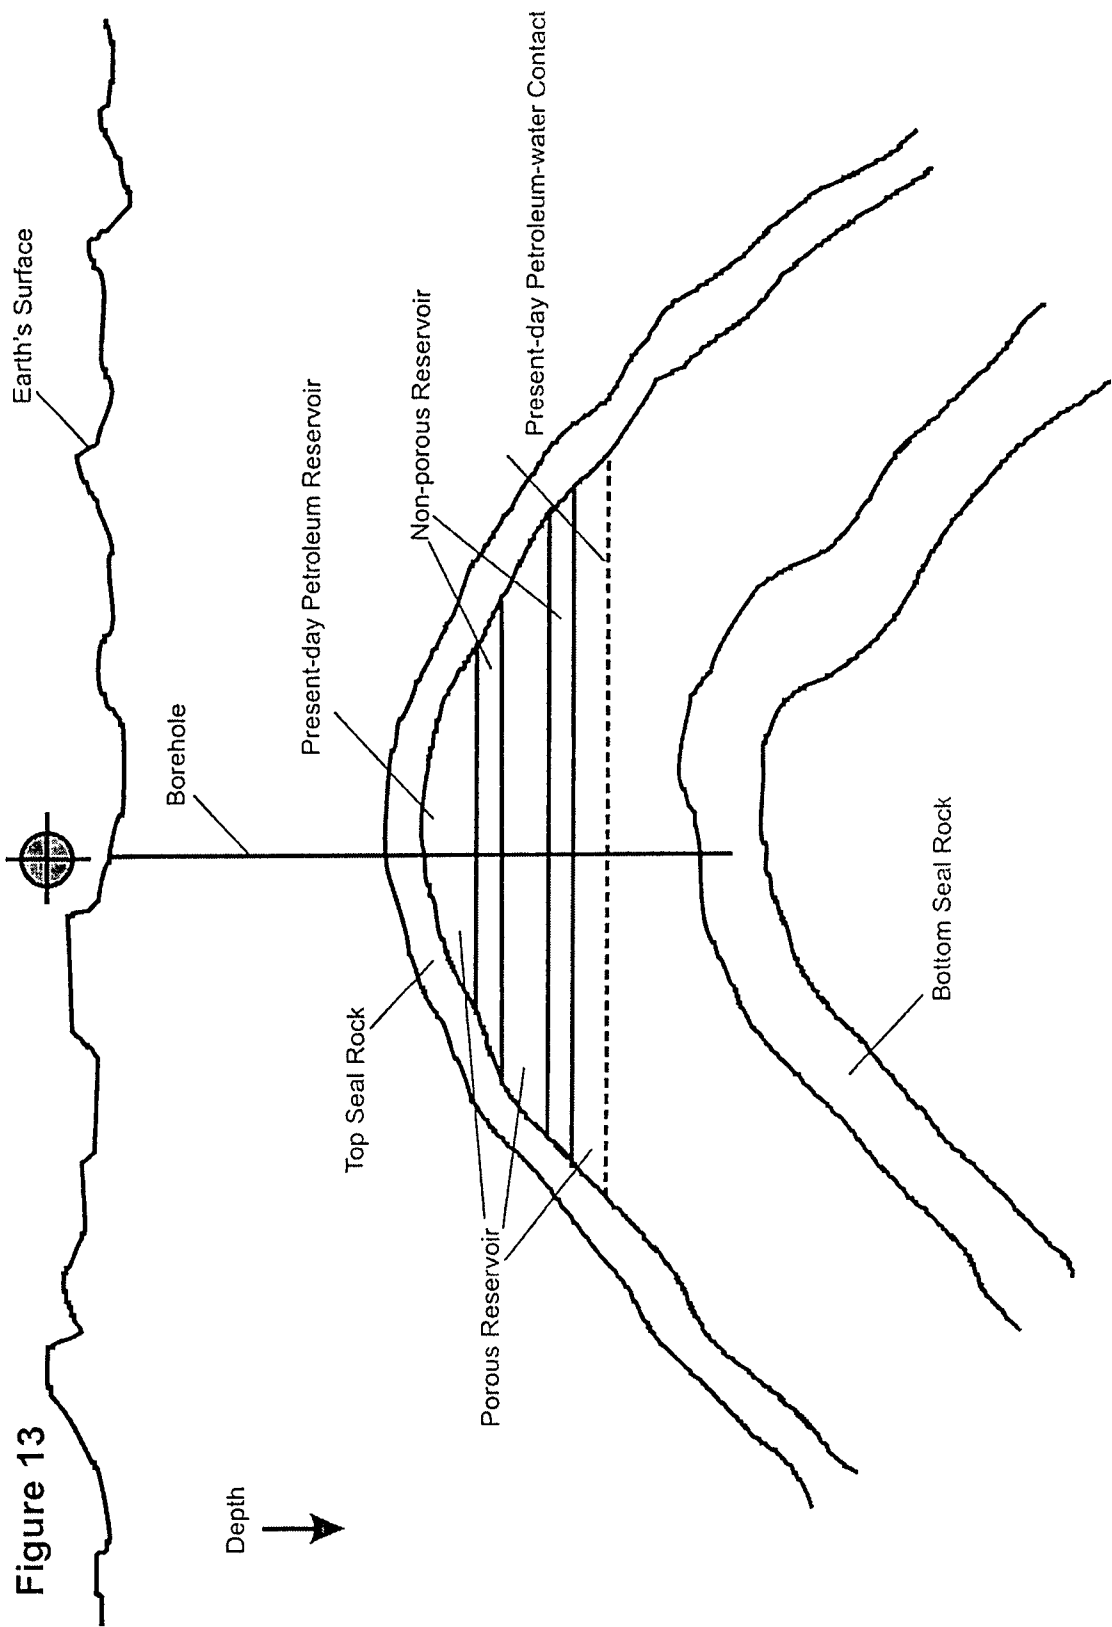 Figure 13
Depth
Earth's Surface
Borehole
Present-day Petroleum Reservoir
Top Seal Rock
Non-porous Reservoir
Porous Reservoir
Present-day Petroleum-water Contact
Bottom Seal Rock